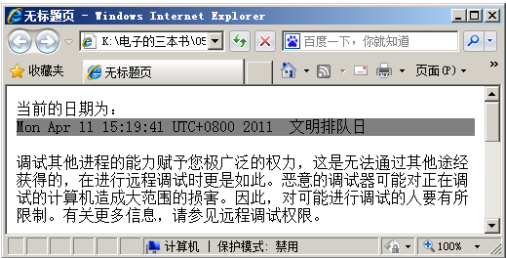 无标题页 - Windows Internet Explorer
K:\电子的三本书\05
百度一下，你就知道
收藏夹
无标题页
页面(P)
»
当前的日期为:
Mon Apr 11 15:19:41 UTC+0800 2011 文明排队日
调试其他进程的能力赋予您极广泛的权力，这是无法通过其他途经
获得的，在进行远程调试时更是如此。恶意的调试器可能对正在调
试的计算机造成大范围的损害。因此，对可能进行调试的人要有所
限制。有关更多信息，请参见远程调试权限。
计算机 | 保护模式: 禁用
100%